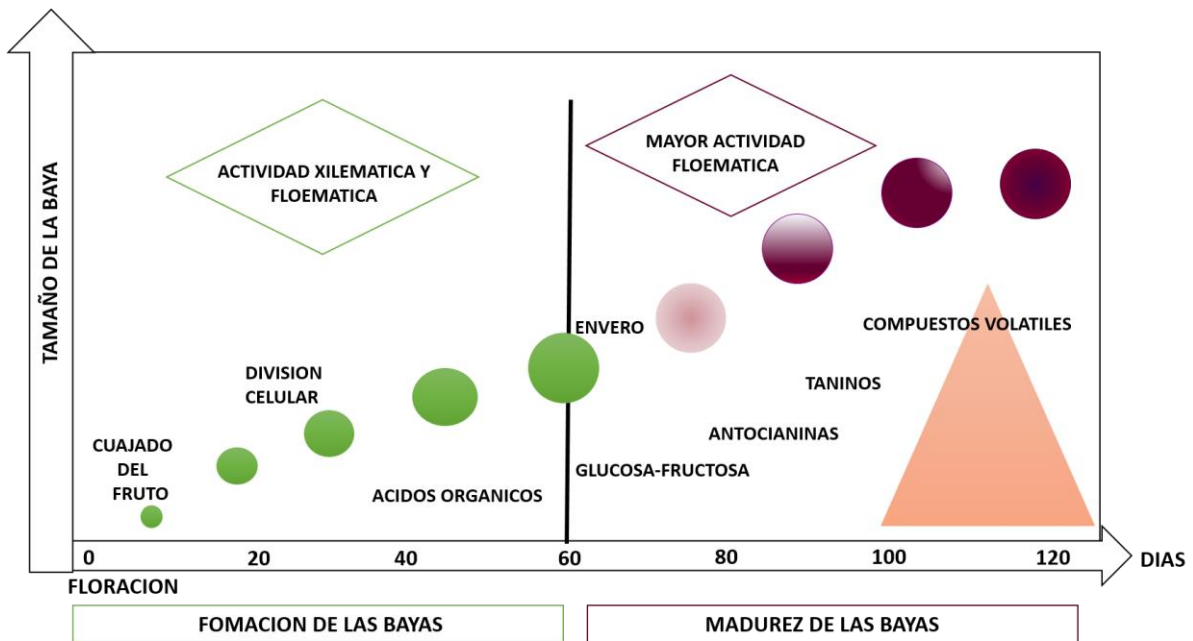 TAMAÑO DE LA BAYA
ACTIVIDAD XILEMATICA Y
FLOEMATICA
MAYOR ACTIVIDAD
FLOEMATICA
ENVERO
COMPUESTOS VOLATILES
DIVISION
CELULAR
TANINOS
ANTOCIANINAS
CUAJADO
DEL
FRUTO
GLUCOSA-FRUCTOSA
ACIDOS ORGANICOS
0 20 40 60 80 100 120 DIAS
FLORACION
FOMACION DE LAS BAYAS
MADUREZ DE LAS BAYAS